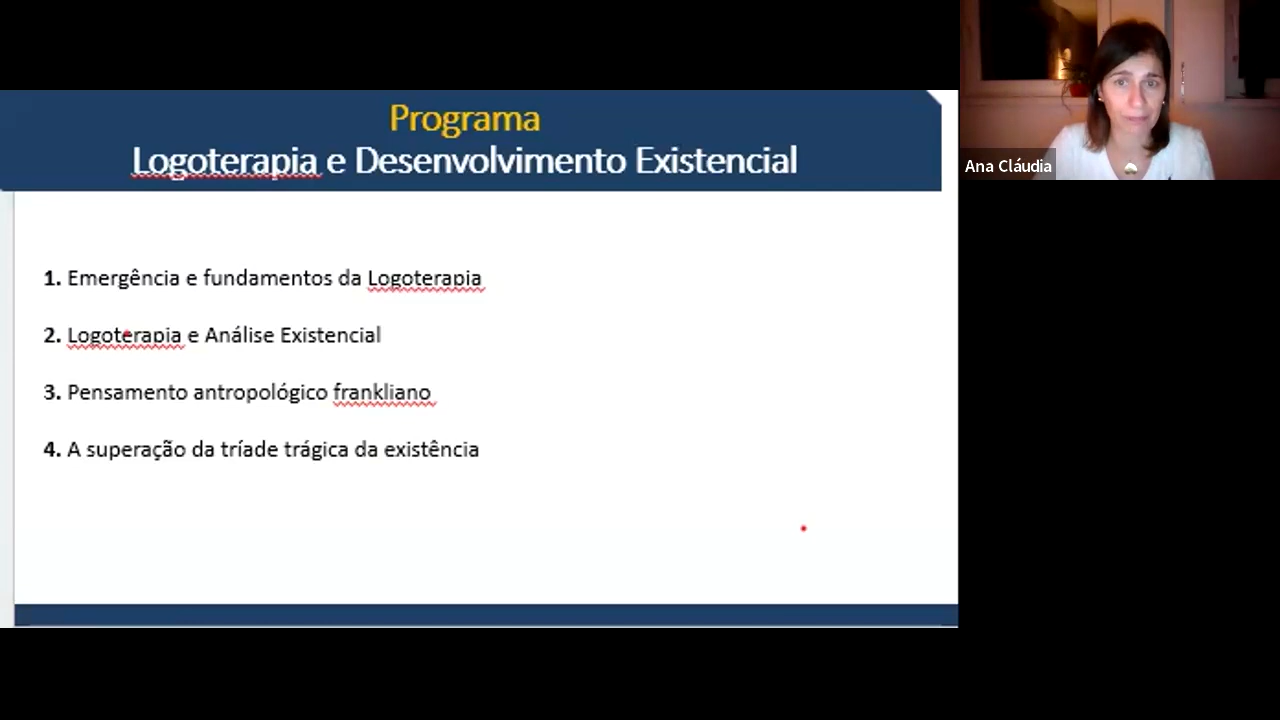 Programa
Logoterapia e Desenvolvimento Existencial
1. Emergência e fundamentos da Logoterapia
2. Logoterapia e Análise Existencial
3. Pensamento antropológico frankliano
4. A superação da tríade trágica da existência
Ana Cláudia